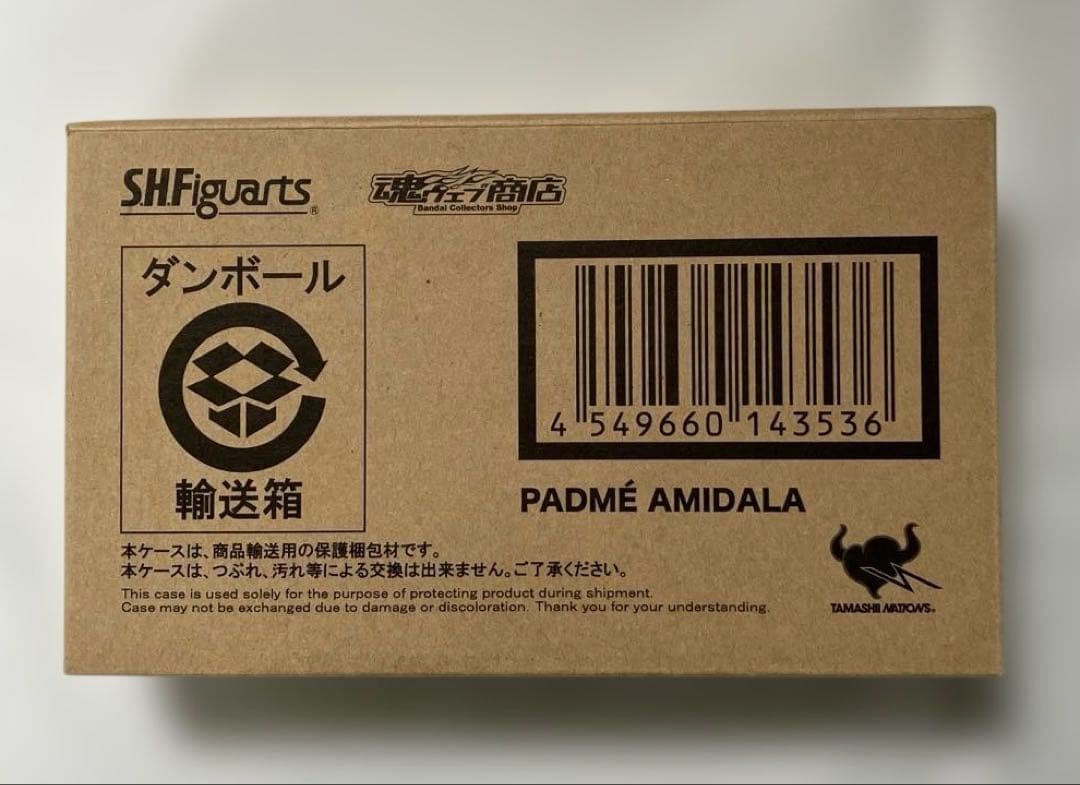 S.H.Figuarts®
魂ウェブ商店
Bandai Collectors Shop
ダンボール
輸送箱
4 549660 143536
PADMÉ AMIDALA
本ケースは、商品輸送用の保護梱包材です。
本ケースは、つぶれ、汚れ等による交換は出来ません。ご了承ください。
This case is used solely for the purpose of protecting product during shipment.
Case may not be exchanged due to damage or discoloration. Thank you for your understanding.
TAMASHII NATIONS